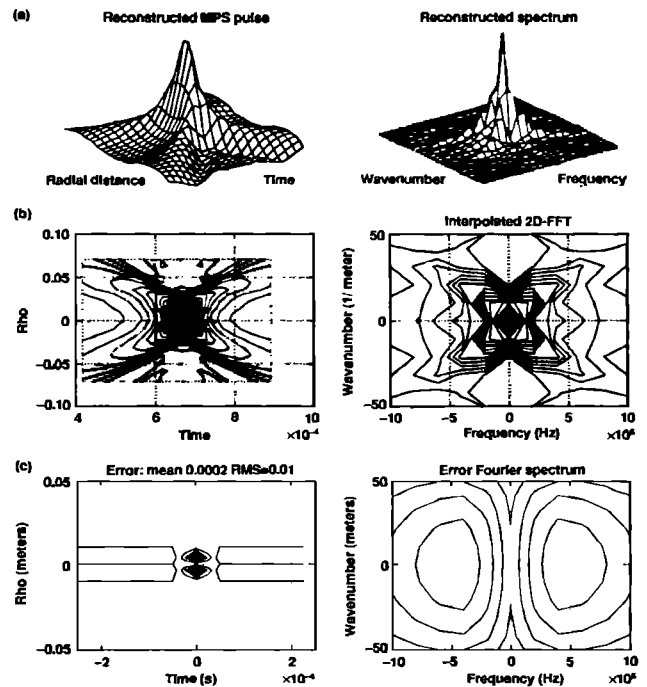 (a) Reconstructed MPS pulse Reconstructed spectrum
Radial distance Time Wavenumber Frequency
(b) Interpolated 2D-FFT
0.10
0.05
0
−0.05
−0.10
Rho
4 6 8 10
Time ×10⁻⁴
50
0
−50
Wavenumber (1/ meter)
−10 −5 0 5 10
Frequency (Hz) ×10⁵
(c) Error: mean 0.0002 RMS=0.01 Error Fourier spectrum
0.05
0
−0.05
Rho (meters)
−2 0 2
Time (s) ×10⁻⁴
50
0
−50
Wavenumber (meters)
−10 −5 0 5 10
Frequency (Hz) ×10⁵